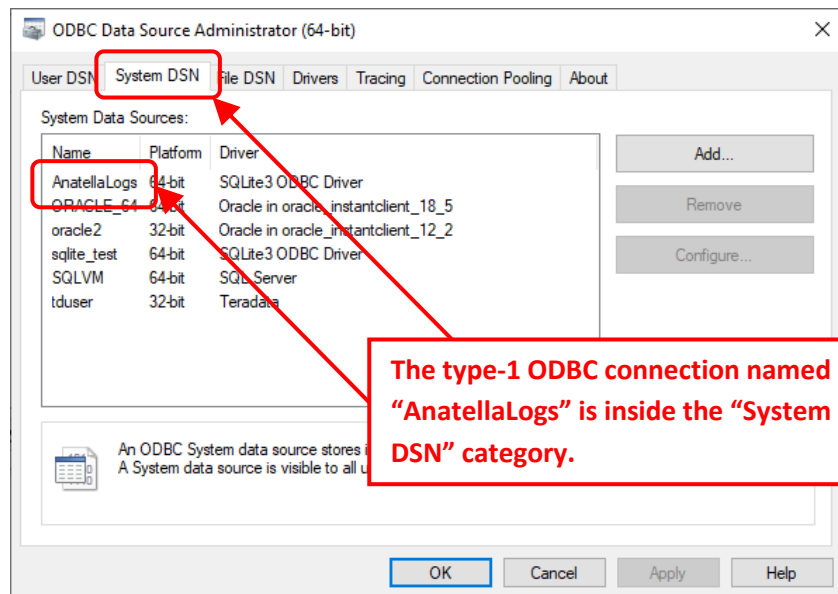 ODBC Data Source Administrator (64-bit)
User DSN System DSN File DSN Drivers Tracing Connection Pooling About
System Data Sources:
Name Platform Driver
AnatellaLogs 64-bit SQLite3 ODBC Driver
ORACLE_64 64-bit Oracle in oracle_instantclient_18_5
oracle2 32-bit Oracle in oracle_instantclient_12_2
sqlite_test 64-bit SQLite3 ODBC Driver
SQLVM 64-bit SQL Server
tduser 32-bit Teradata
Add...
Remove
Configure...
The type-1 ODBC connection named
“AnatellaLogs” is inside the “System
DSN” category.
An ODBC System data source stores
A System data source is visible to all
OK Cancel Apply Help